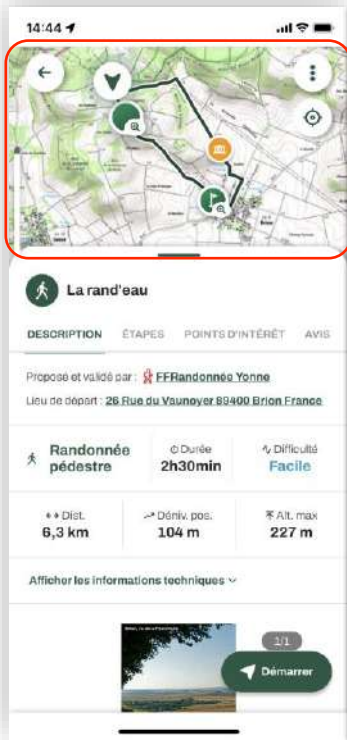 14:44
Brion
La rand'eau
DESCRIPTION ÉTAPES POINTS D'INTÉRÊT AVIS
Proposé et validé par : FFRandonnée Yonne
Lieu de départ : 26 Rue du Vaunoyer 89400 Brion France
Randonnée pédestre
Durée
2h30min
Difficulté
Facile
Dist.
6,3 km
Déniv. pos.
104 m
Alt. max
227 m
Afficher les informations techniques
1/1
Démarrer